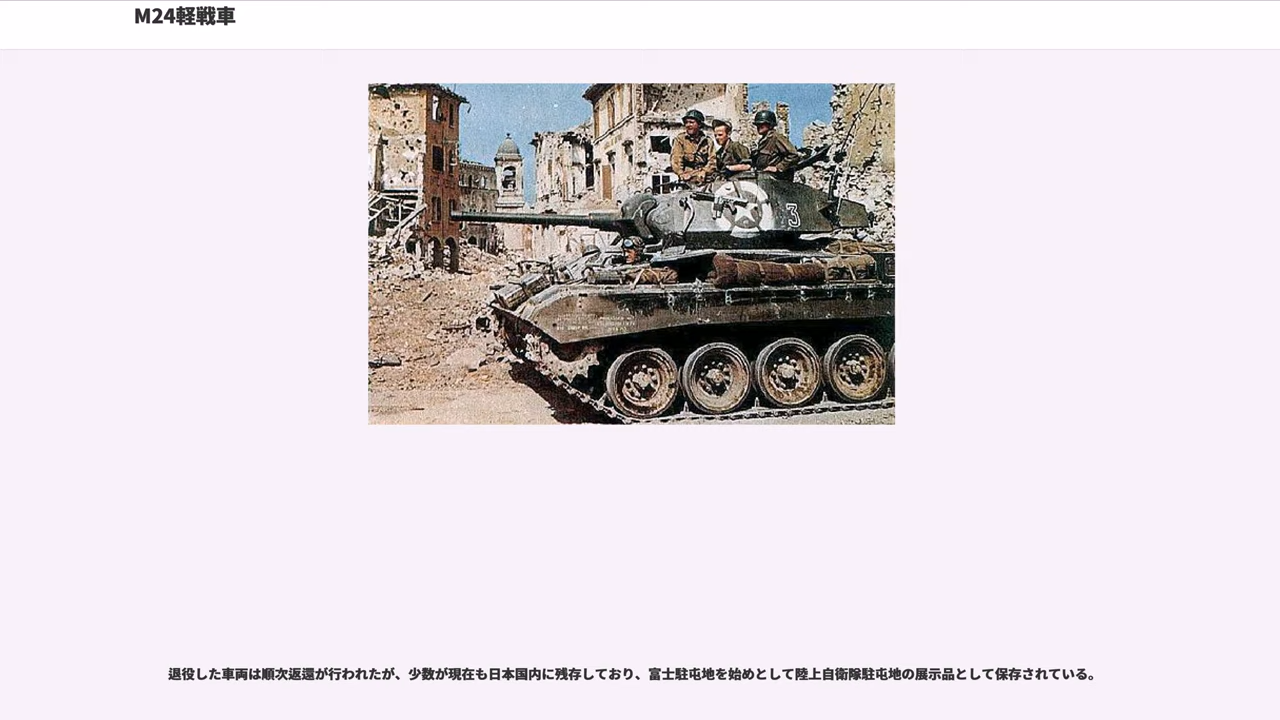 M24軽戦車
3
退役した車両は順次返還が行われたが、少数が現在も日本国内に残存しており、富士駐屯地を始めとして陸上自衛隊駐屯地の展示品として保存されている。